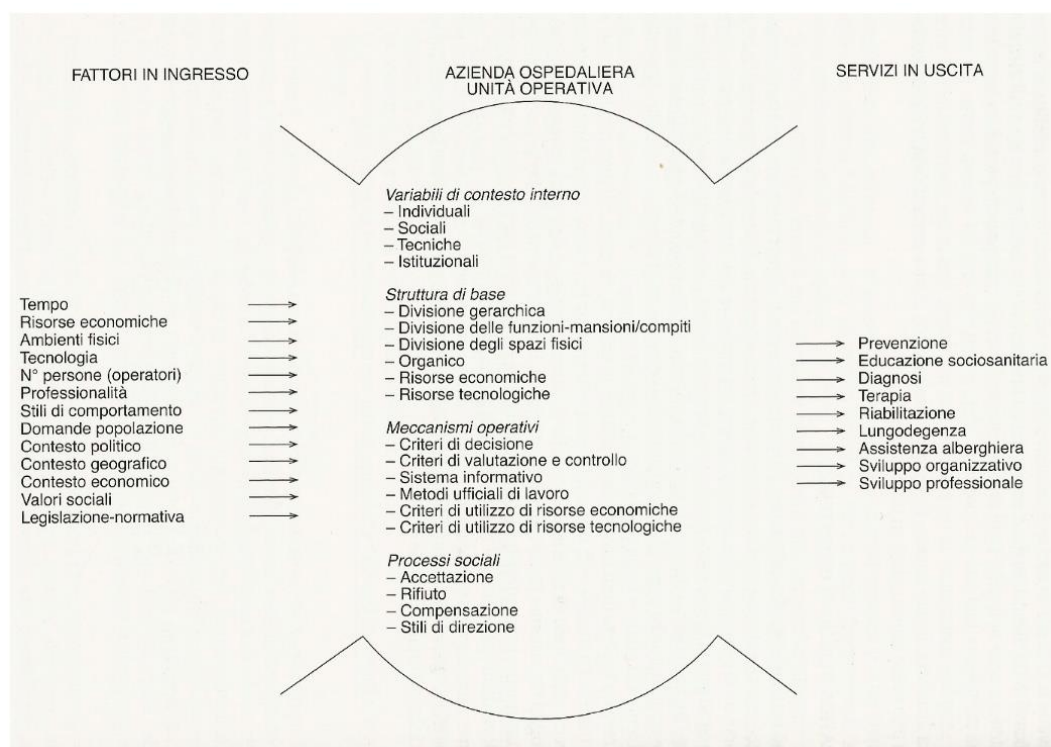 FATTORI IN INGRESSO
AZIENDA OSPEDALIERA
UNITÀ OPERATIVA
SERVIZI IN USCITA
Tempo
Risorse economiche
Ambienti fisici
Tecnologia
N° persone (operatori)
Professionalità
Stili di comportamento
Domande popolazione
Contesto politico
Contesto geografico
Contesto economico
Valori sociali
Legislazione-normativa
Variabili di contesto interno
– Individuali
– Sociali
– Tecniche
– Istituzionali
Struttura di base
– Divisione gerarchica
– Divisione delle funzioni-mansioni/compiti
– Divisione degli spazi fisici
– Organico
– Risorse economiche
– Risorse tecnologiche
Meccanismi operativi
– Criteri di decisione
– Criteri di valutazione e controllo
– Sistema informativo
– Metodi ufficiali di lavoro
– Criteri di utilizzo di risorse economiche
– Criteri di utilizzo di risorse tecnologiche
Processi sociali
– Accettazione
– Rifiuto
– Compensazione
– Stili di direzione
Prevenzione
Educazione sociosanitaria
Diagnosi
Terapia
Riabilitazione
Lungodegenza
Assistenza alberghiera
Sviluppo organizzativo
Sviluppo professionale